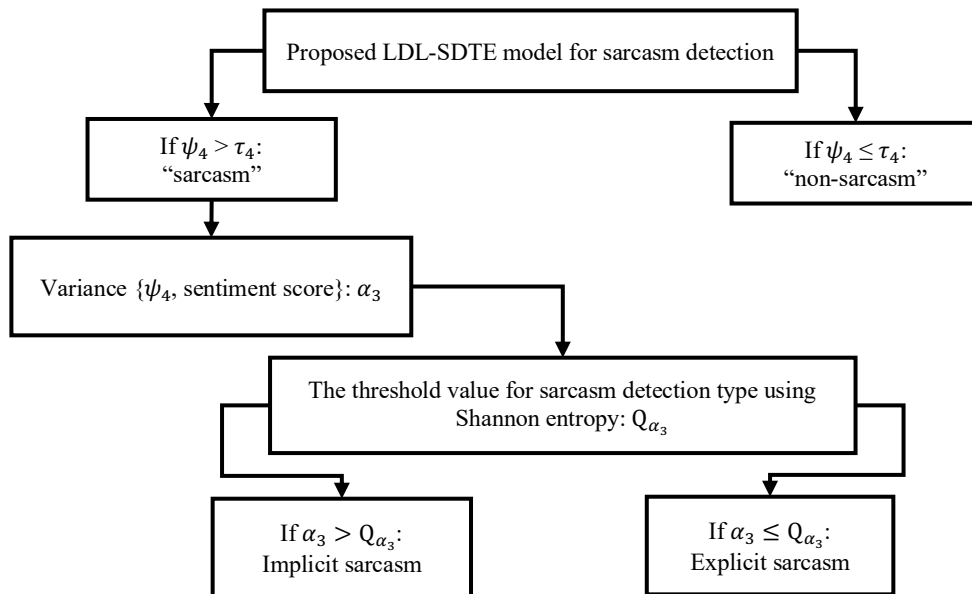 Proposed LDL-SDTE model for sarcasm detection
If ψ₄ > τ₄:
“sarcasm”
If ψ₄ ≤ τ₄:
“non-sarcasm”
Variance {ψ₄, sentiment score}: α₃
The threshold value for sarcasm detection type using
Shannon entropy: Q_α₃
If α₃ > Q_α₃:
Implicit sarcasm
If α₃ ≤ Q_α₃:
Explicit sarcasm